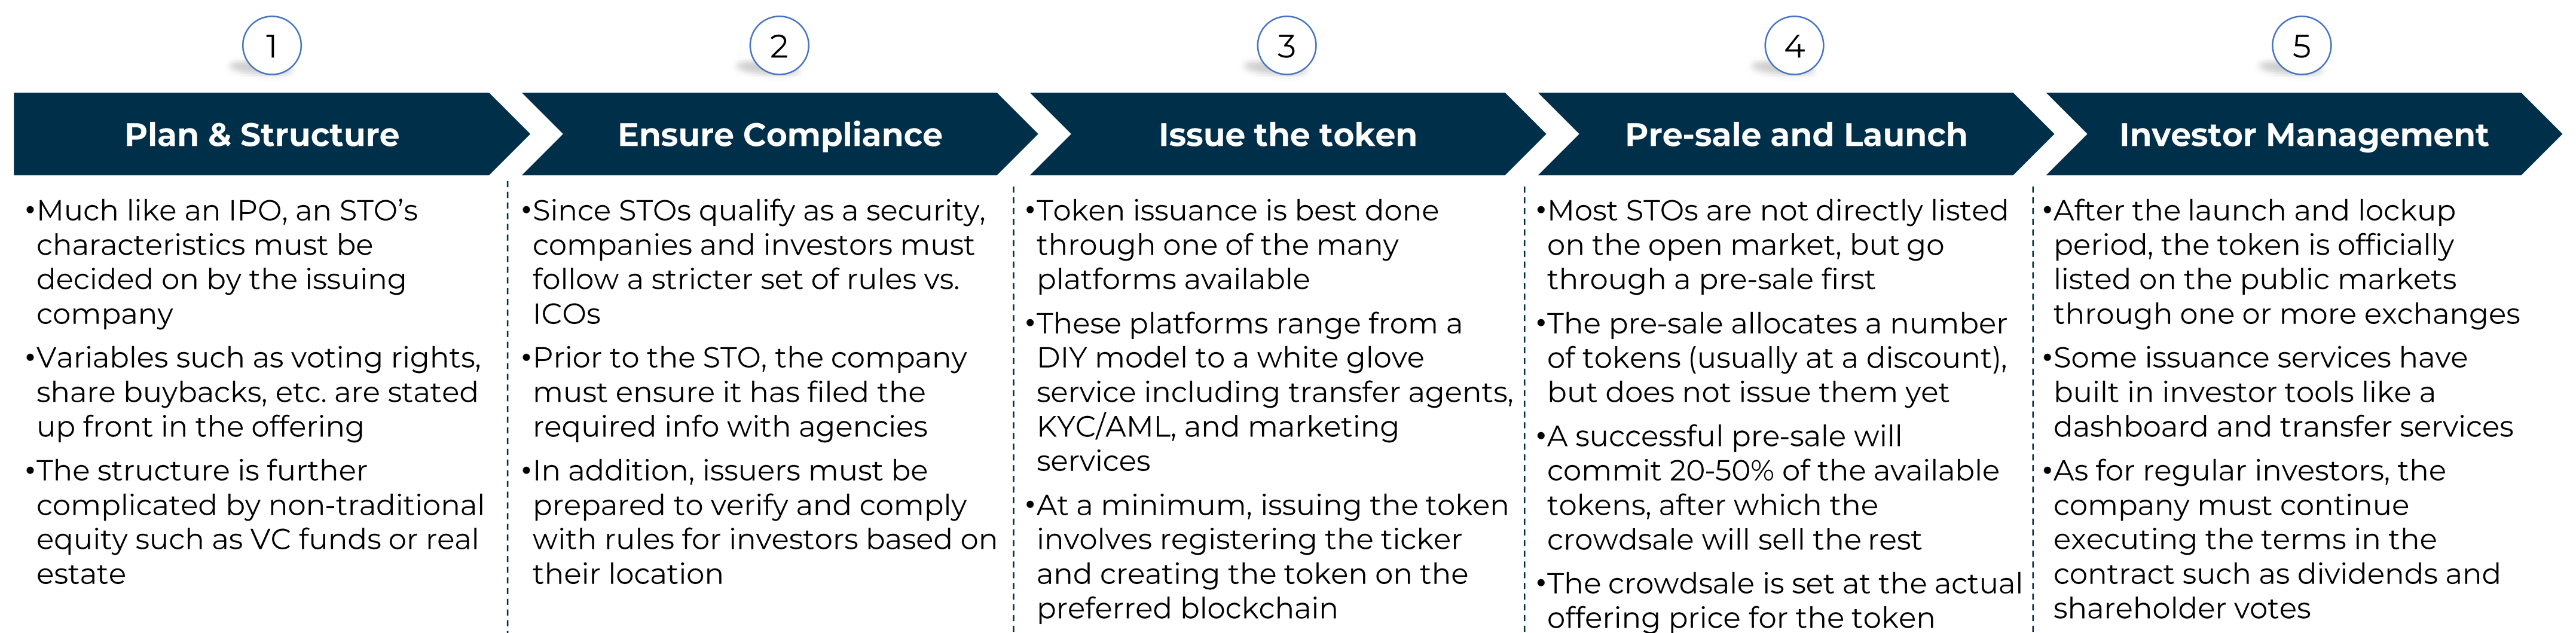 1
Plan & Structure
•Much like an IPO, an STO’s
characteristics must be
decided on by the issuing
company
•Variables such as voting rights,
share buybacks, etc. are stated
up front in the offering
•The structure is further
complicated by non-traditional
equity such as VC funds or real
estate
2
Ensure Compliance
•Since STOs qualify as a security,
companies and investors must
follow a stricter set of rules vs.
ICOs
•Prior to the STO, the company
must ensure it has filed the
required info with agencies
•In addition, issuers must be
prepared to verify and comply
with rules for investors based on
their location
3
Issue the token
•Token issuance is best done
through one of the many
platforms available
•These platforms range from a
DIY model to a white glove
service including transfer agents,
KYC/AML, and marketing
services
•At a minimum, issuing the token
involves registering the ticker
and creating the token on the
preferred blockchain
4
Pre-sale and Launch
•Most STOs are not directly listed
on the open market, but go
through a pre-sale first
•The pre-sale allocates a number
of tokens (usually at a discount),
but does not issue them yet
•A successful pre-sale will
commit 20-50% of the available
tokens, after which the
crowdsale will sell the rest
•The crowdsale is set at the actual
offering price for the token
5
Investor Management
•After the launch and lockup
period, the token is officially
listed on the public markets
through one or more exchanges
•Some issuance services have
built in investor tools like a
dashboard and transfer services
•As for regular investors, the
company must continue
executing the terms in the
contract such as dividends and
shareholder votes